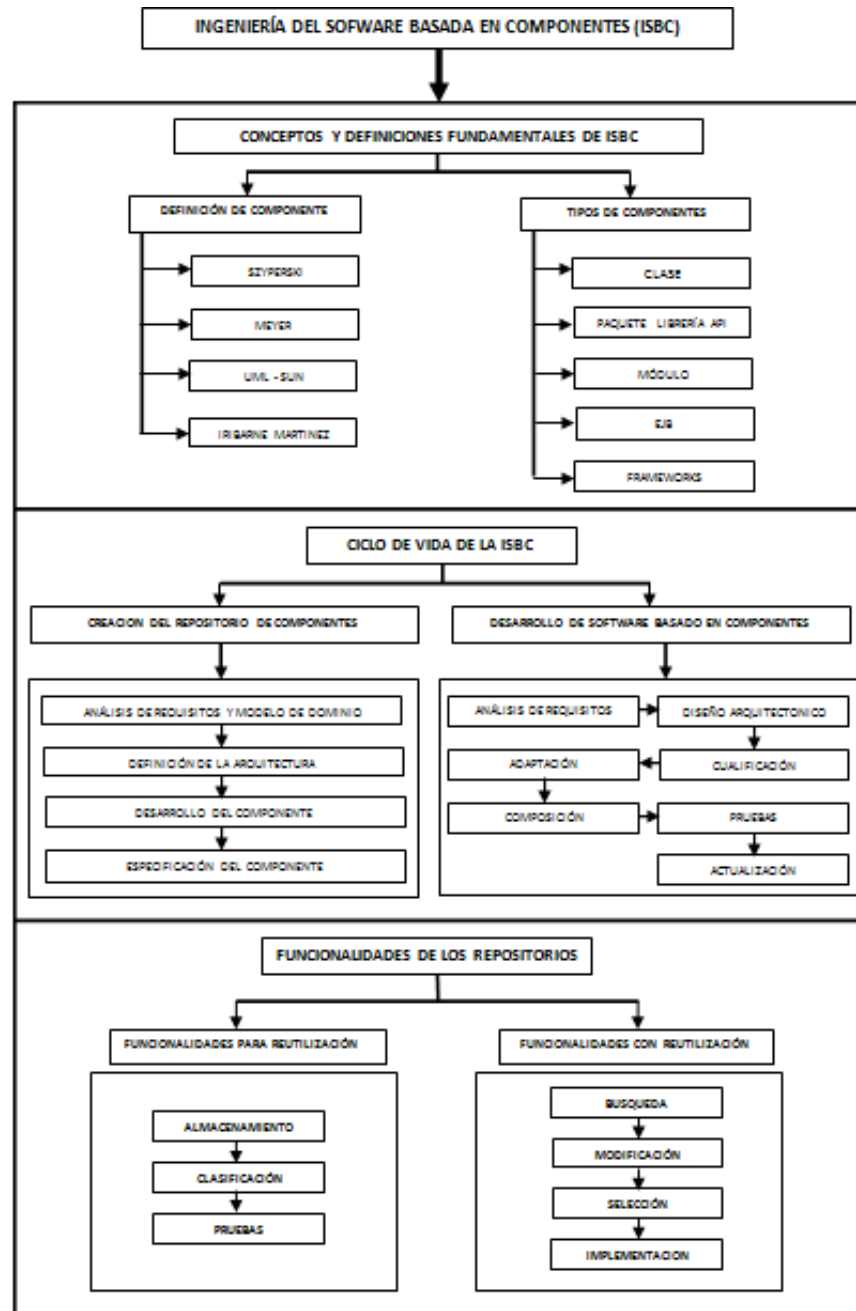 INGENIERÍA DEL SOFWARE BASADA EN COMPONENTES (ISBC)
CONCEPTOS Y DEFINICIONES FUNDAMENTALES DE ISBC
DEFINICIÓN DE COMPONENTE
SZYPERSKI
MEYER
UML - SUN
IRIBARNE MARTINEZ
TIPOS DE COMPONENTES
CLASE
PAQUETE LIBRERÍA API
MÓDULO
EJB
FRAMEWORKS
CICLO DE VIDA DE LA ISBC
CREACION DEL REPOSITORIO DE COMPONENTES
ANÁLISIS DE REQUISITOS Y MODELO DE DOMINIO
DEFINICIÓN DE LA ARQUITECTURA
DESARROLLO DEL COMPONENTE
ESPECIFICACIÓN DEL COMPONENTE
DESARROLLO DE SOFTWARE BASADO EN COMPONENTES
ANÁLISIS DE REQUISITOS
DISEÑO ARQUITECTONICO
CUALIFICACIÓN
ADAPTACIÓN
COMPOSICIÓN
PRUEBAS
ACTUALIZACIÓN
FUNCIONALIDADES DE LOS REPOSITORIOS
FUNCIONALIDADES PARA REUTILIZACIÓN
ALMACENAMIENTO
CLASIFICACIÓN
PRUEBAS
FUNCIONALIDADES CON REUTILIZACIÓN
BUSQUEDA
MODIFICACIÓN
SELECCIÓN
IMPLEMENTACION